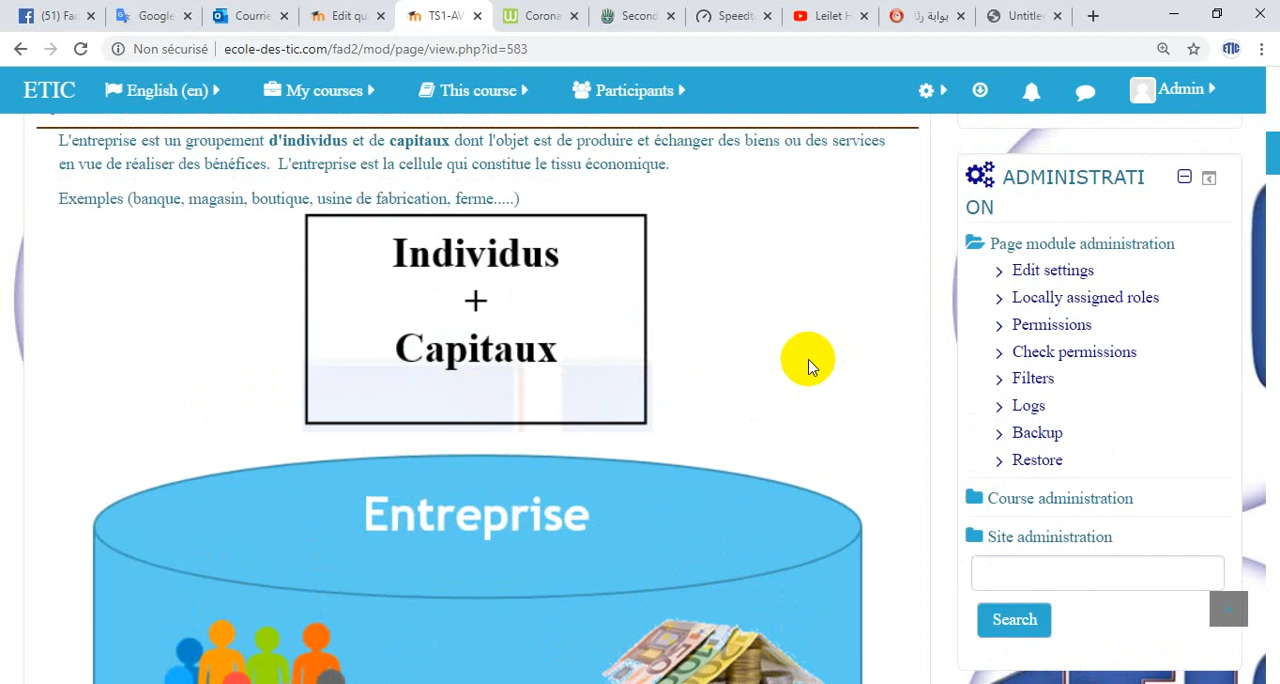 (51) Fac
Google
Courrie
Edit qu
TS1-AV
Corona
Second
Speedt
Leilet H
بوابة رتا
Untitle
Non sécurisé | ecole-des-tic.com/fad2/mod/page/view.php?id=583
ETIC
English (en)
My courses
This course
Participants
Admin
L'entreprise est un groupement d'individus et de capitaux dont l'objet est de produire et échanger des biens ou des services
en vue de réaliser des bénéfices. L'entreprise est la cellule qui constitue le tissu économique.
Exemples (banque, magasin, boutique, usine de fabrication, ferme.....)
Individus
+
Capitaux
Entreprise
ADMINISTRATI
ON
Page module administration
Edit settings
Locally assigned roles
Permissions
Check permissions
Filters
Logs
Backup
Restore
Course administration
Site administration
Search